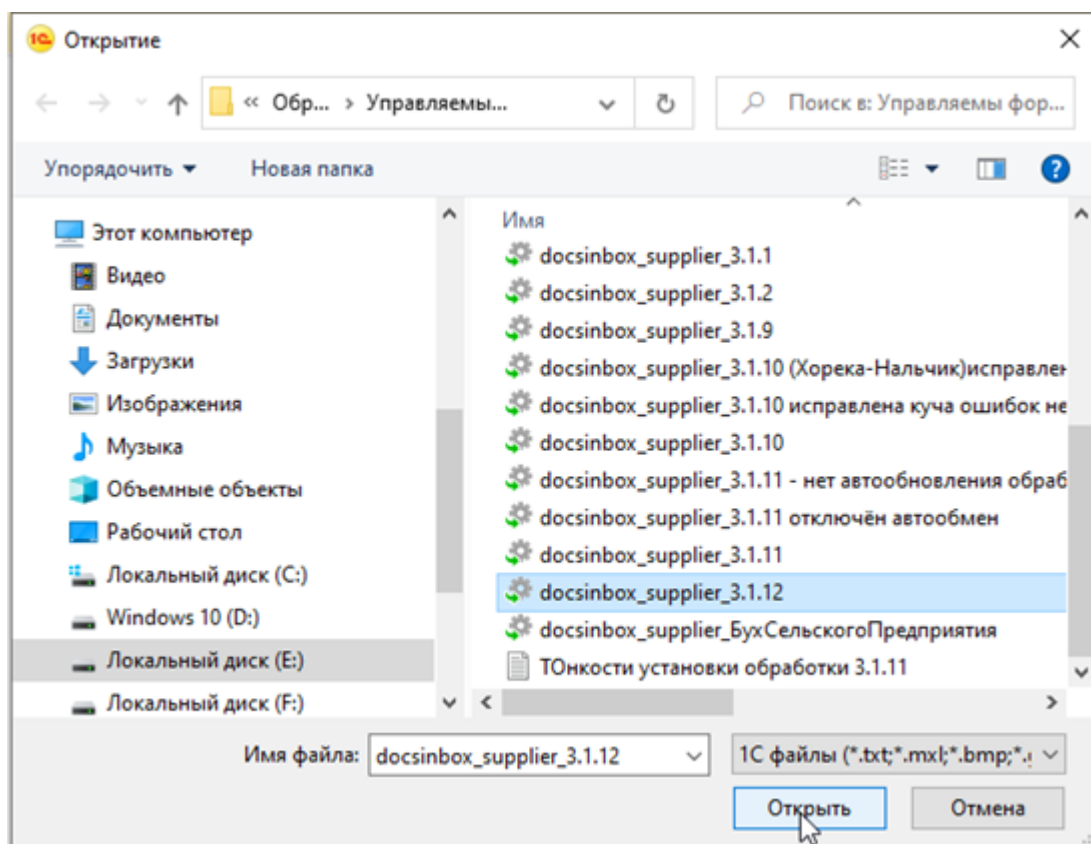 1С Открытие
« Обр... › Управляемы...
Поиск в: Управляемы фор...
Упорядочить
Новая папка
Этот компьютер
Видео
Документы
Загрузки
Изображения
Музыка
Объемные объекты
Рабочий стол
Локальный диск (C:)
Windows 10 (D:)
Локальный диск (E:)
Локальный диск (F:)
Имя
docsinbox_supplier_3.1.1
docsinbox_supplier_3.1.2
docsinbox_supplier_3.1.9
docsinbox_supplier_3.1.10 (Хорека-Нальчик)исправлен
docsinbox_supplier_3.1.10 исправлена куча ошибок не
docsinbox_supplier_3.1.10
docsinbox_supplier_3.1.11 - нет автообновления обраб
docsinbox_supplier_3.1.11 отключён автообмен
docsinbox_supplier_3.1.11
docsinbox_supplier_3.1.12
docsinbox_supplier_БухСельскогоПредприятия
ТОнкости установки обработки 3.1.11
Имя файла: docsinbox_supplier_3.1.12
1С файлы (*.txt;*.mxl;*.bmp;*.
Открыть
Отмена